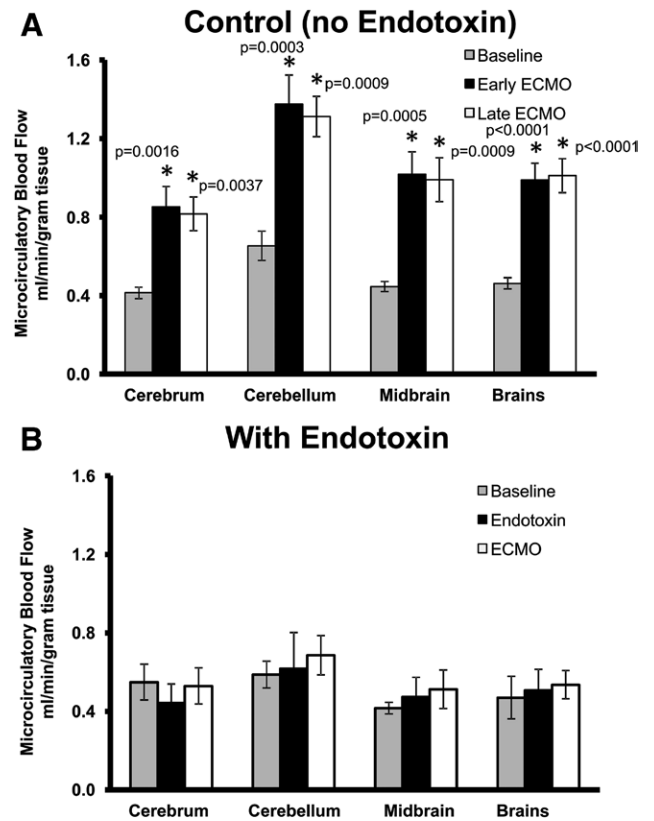 A
Control (no Endotoxin)
Microcirculatory Blood Flow
ml/min/gram tissue
1.6
1.2
0.8
0.4
0.0
Baseline
Early ECMO
Late ECMO
p=0.0016
*
*
p=0.0037
p=0.0003
*
*
p=0.0009
p=0.0005
*
*
p=0.0009
p<0.0001
*
*
p<0.0001
Cerebrum
Cerebellum
Midbrain
Brains
B
With Endotoxin
Microcirculatory Blood Flow
ml/min/gram tissue
1.6
1.2
0.8
0.4
0.0
Baseline
Endotoxin
ECMO
Cerebrum
Cerebellum
Midbrain
Brains